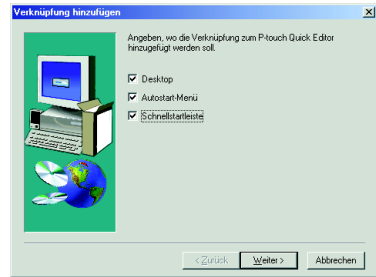 Verknüpfung hinzufügen
Angeben, wo die Verknüpfung zum P-touch Quick Editor
hinzugefügt werden soll.
Desktop
Autostart-Menü
Schnellstartleiste
< Zurück
Weiter >
Abbrechen